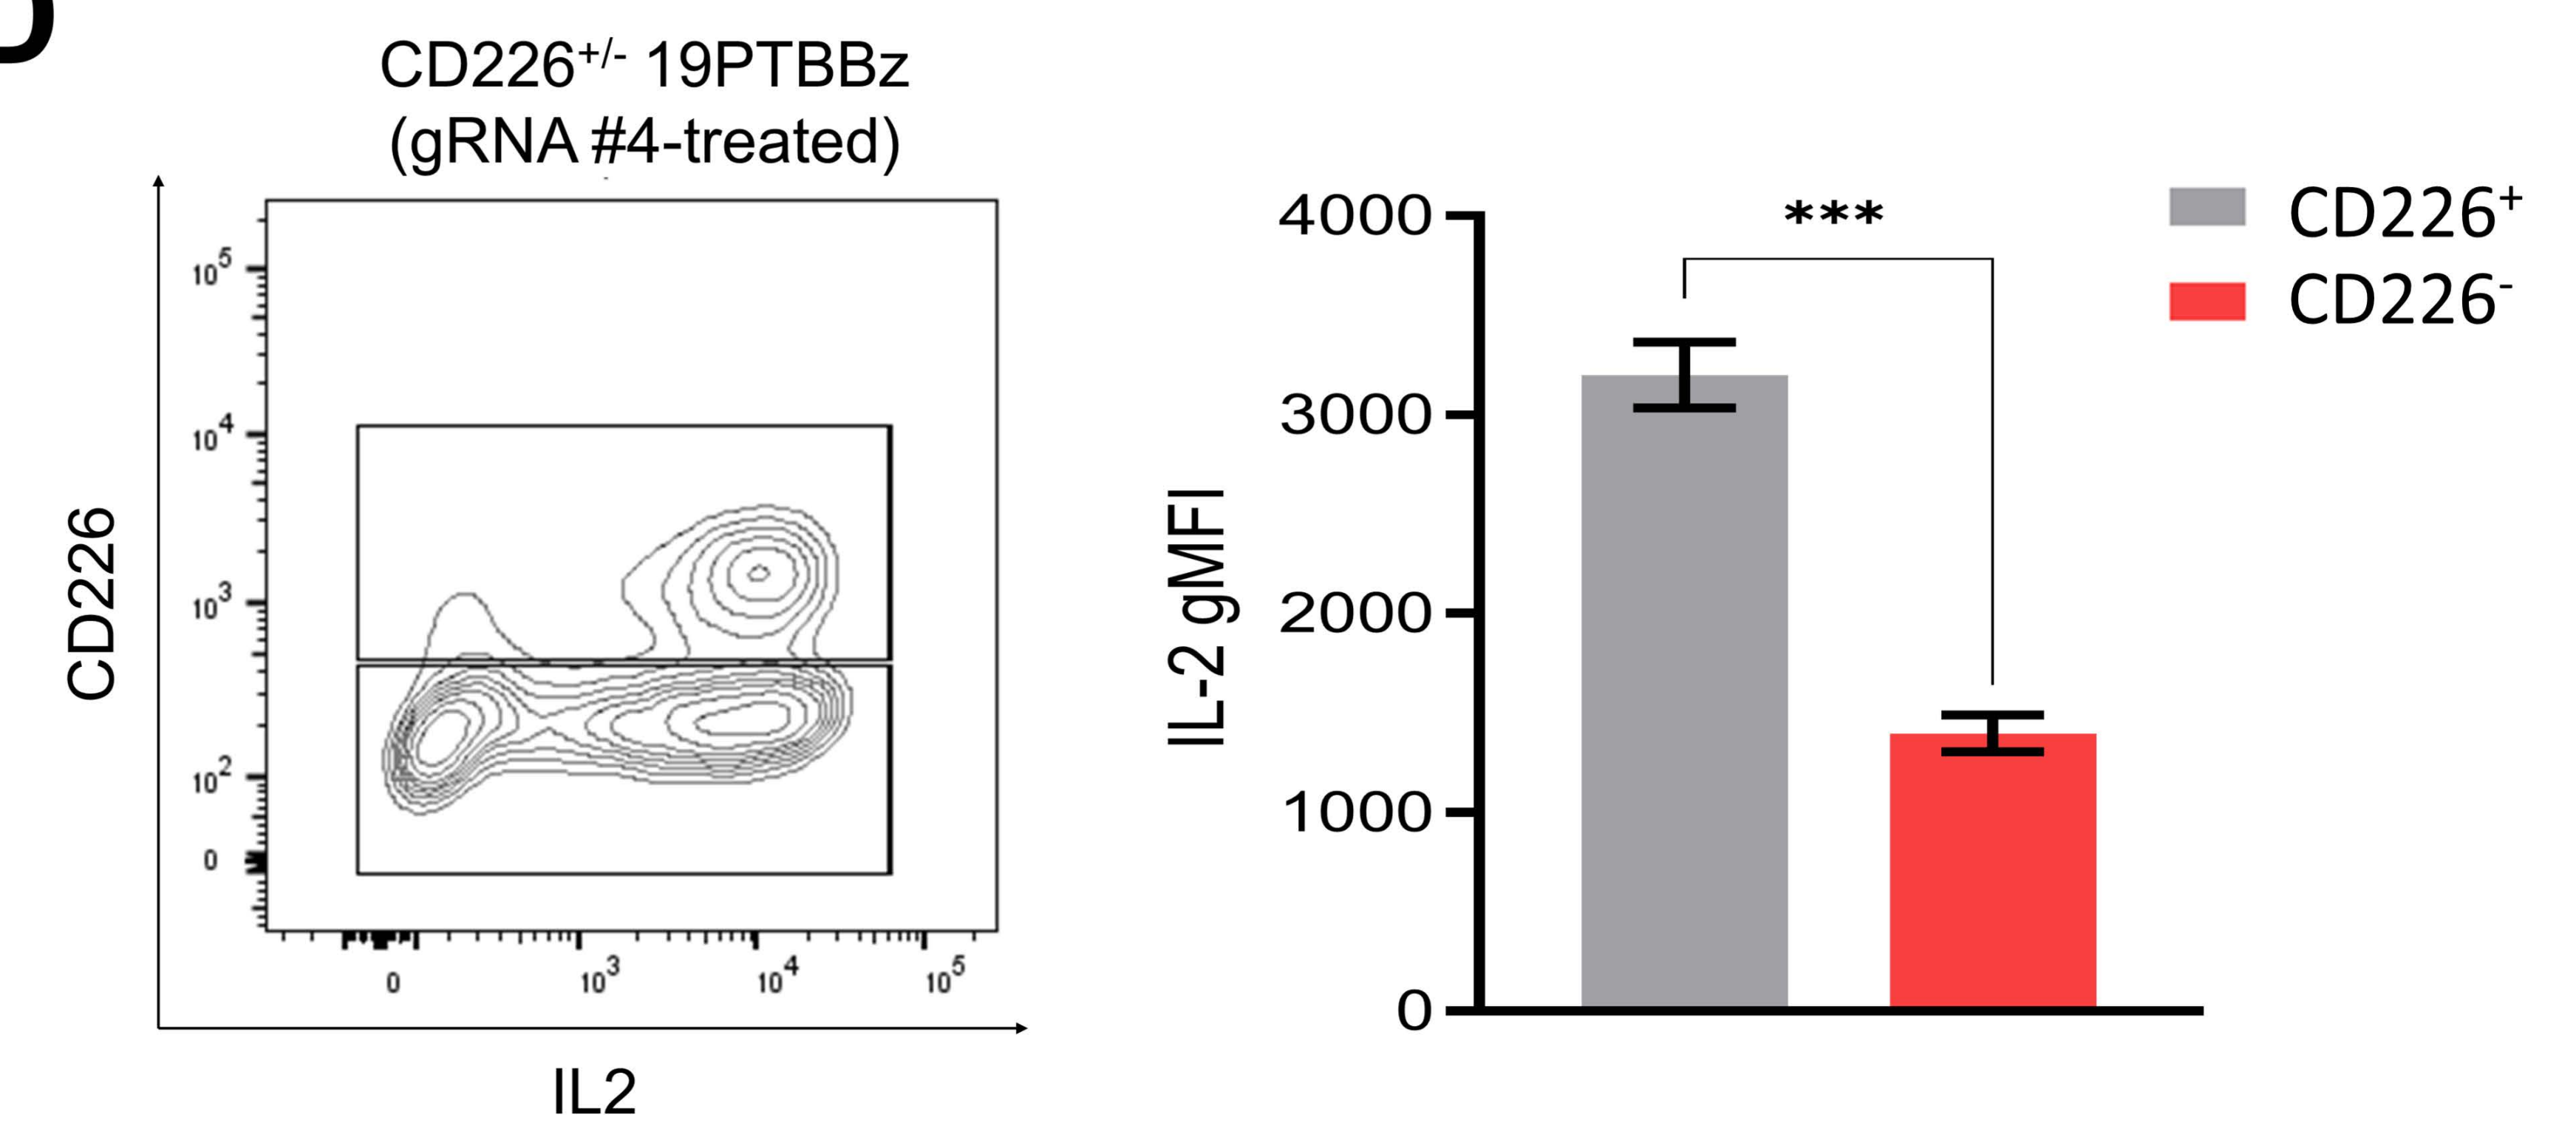 CD226+/- 19PTBBz
(gRNA #4-treated)
CD226
10^5
10^4
10^3
10^2
0
0
10^3
10^4
10^5
IL2
IL-2 gMFI
4000
3000
2000
1000
0
***
CD226+
CD226-